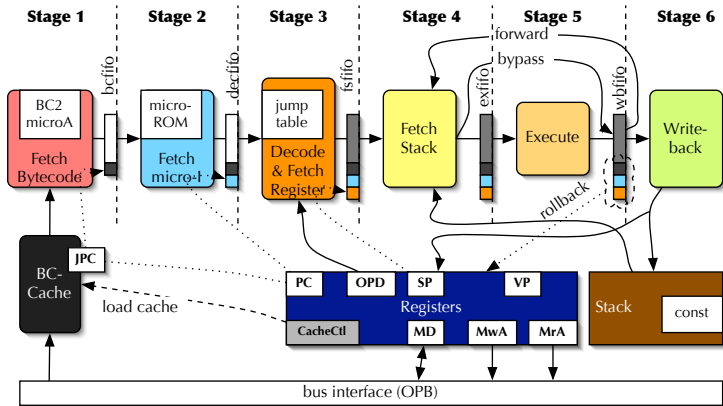 Stage 1
Stage 2
Stage 3
Stage 4
Stage 5
Stage 6
forward
bypass
bcfifo
decfifo
fsfifo
exfifo
wbfifo
BC2
microA
Fetch
Bytecode
micro-
ROM
Fetch
micro-I
jump
table
Decode
& Fetch
Register
Fetch
Stack
Execute
Write-
back
rollback
BC-
Cache
JPC
load cache
PC
OPD
SP
VP
Registers
CacheCtl
MD
MwA
MrA
Stack
const
bus interface (OPB)